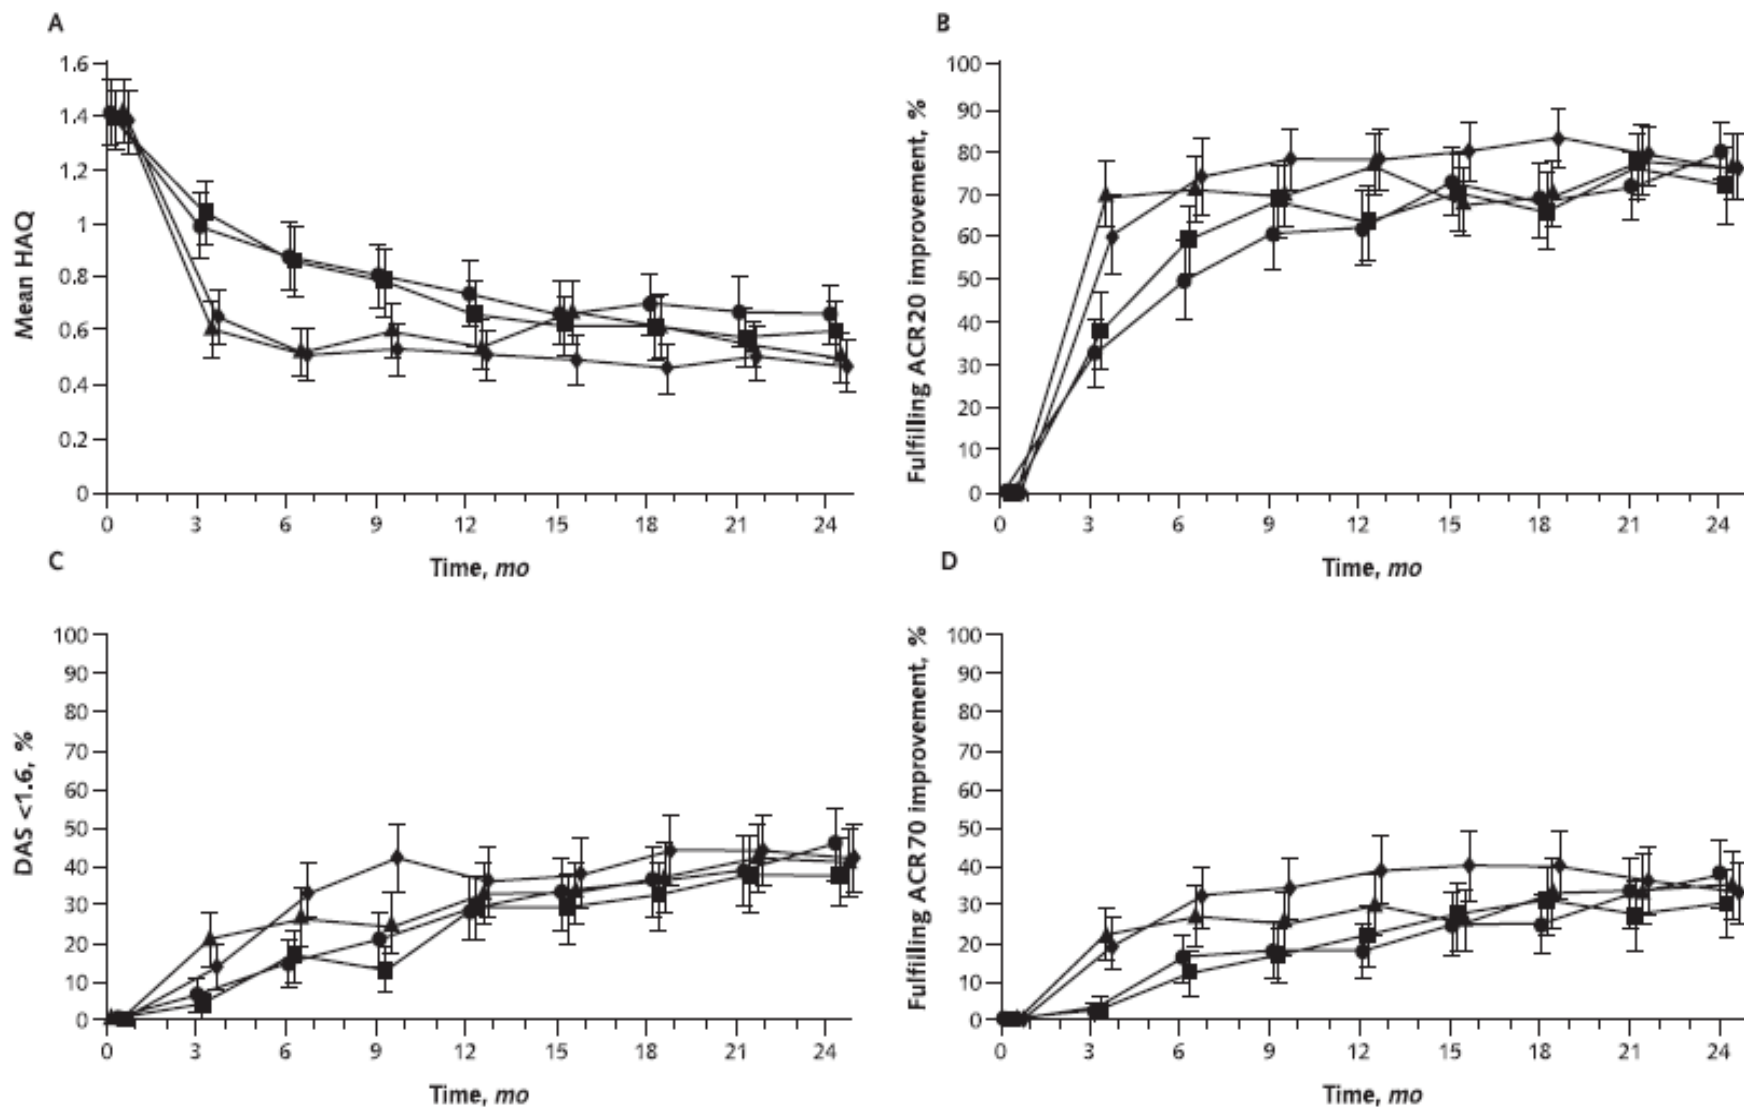 A
Mean HAQ
1.6
1.4
1.2
1
0.8
0.6
0.4
0.2
0
0 3 6 9 12 15 18 21 24
Time, mo
B
Fulfilling ACR20 improvement, %
100
90
80
70
60
50
40
30
20
10
0
0 3 6 9 12 15 18 21 24
Time, mo
C
DAS <1.6, %
100
90
80
70
60
50
40
30
20
10
0
0 3 6 9 12 15 18 21 24
Time, mo
D
Fulfilling ACR70 improvement, %
100
90
80
70
60
50
40
30
20
10
0
0 3 6 9 12 15 18 21 24
Time, mo